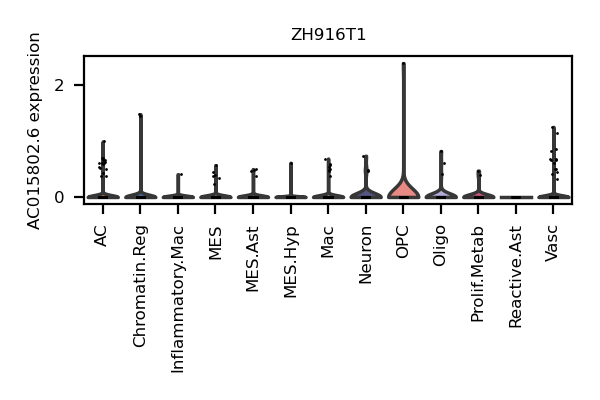 ZH916T1
AC015802.6 expression
2
0
AC
Chromatin.Reg
Inflammatory.Mac
MES
MES.Ast
MES.Hyp
Mac
Neuron
OPC
Oligo
Prolif.Metab
Reactive.Ast
Vasc